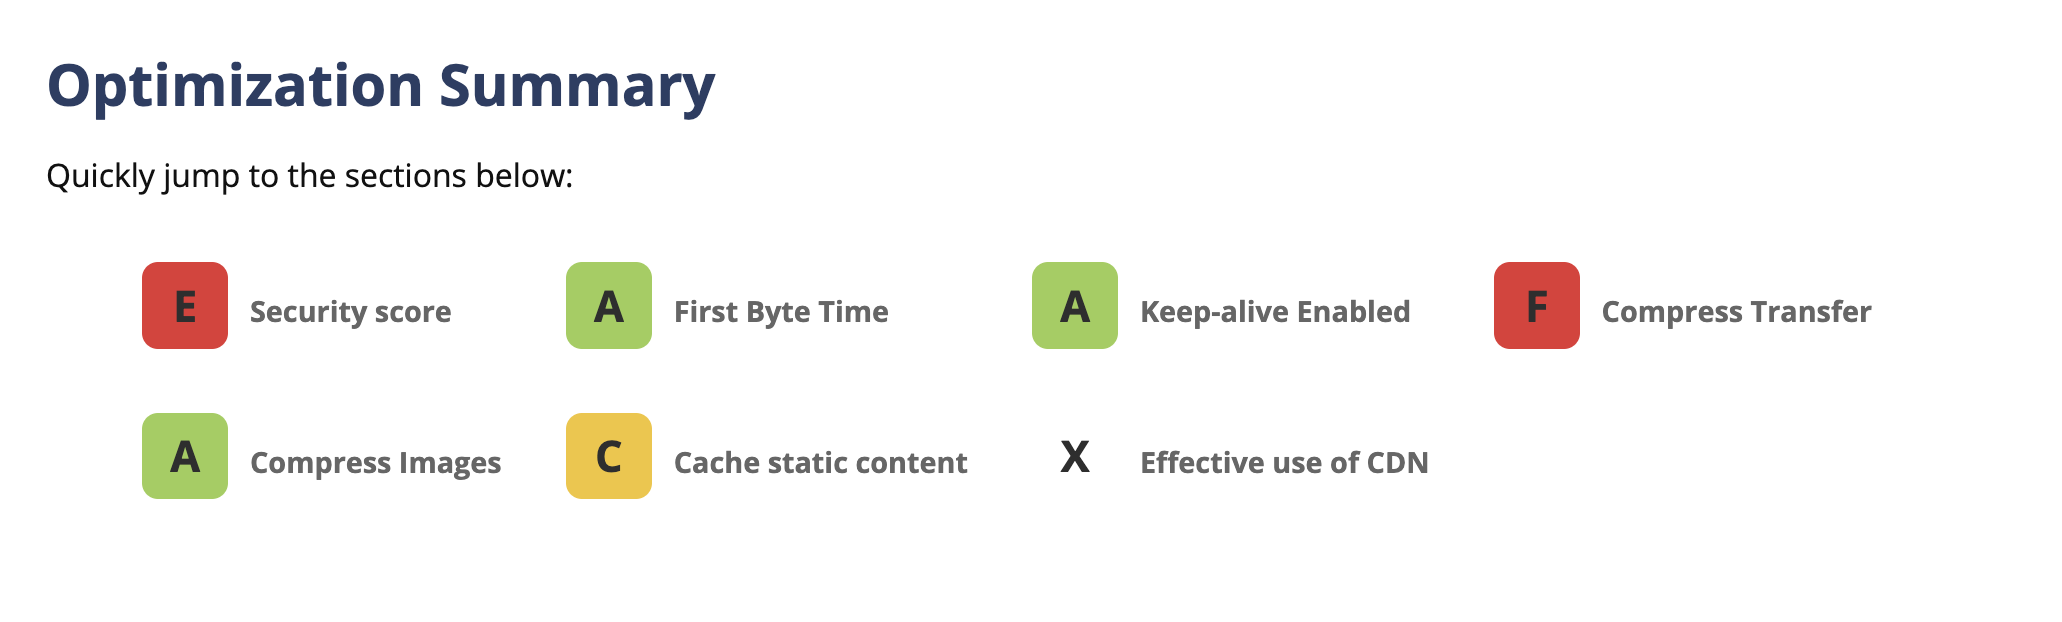 Optimization Summary
Quickly jump to the sections below:
E Security score A First Byte Time A Keep-alive Enabled F Compress Transfer
A Compress Images C Cache static content X Effective use of CDN